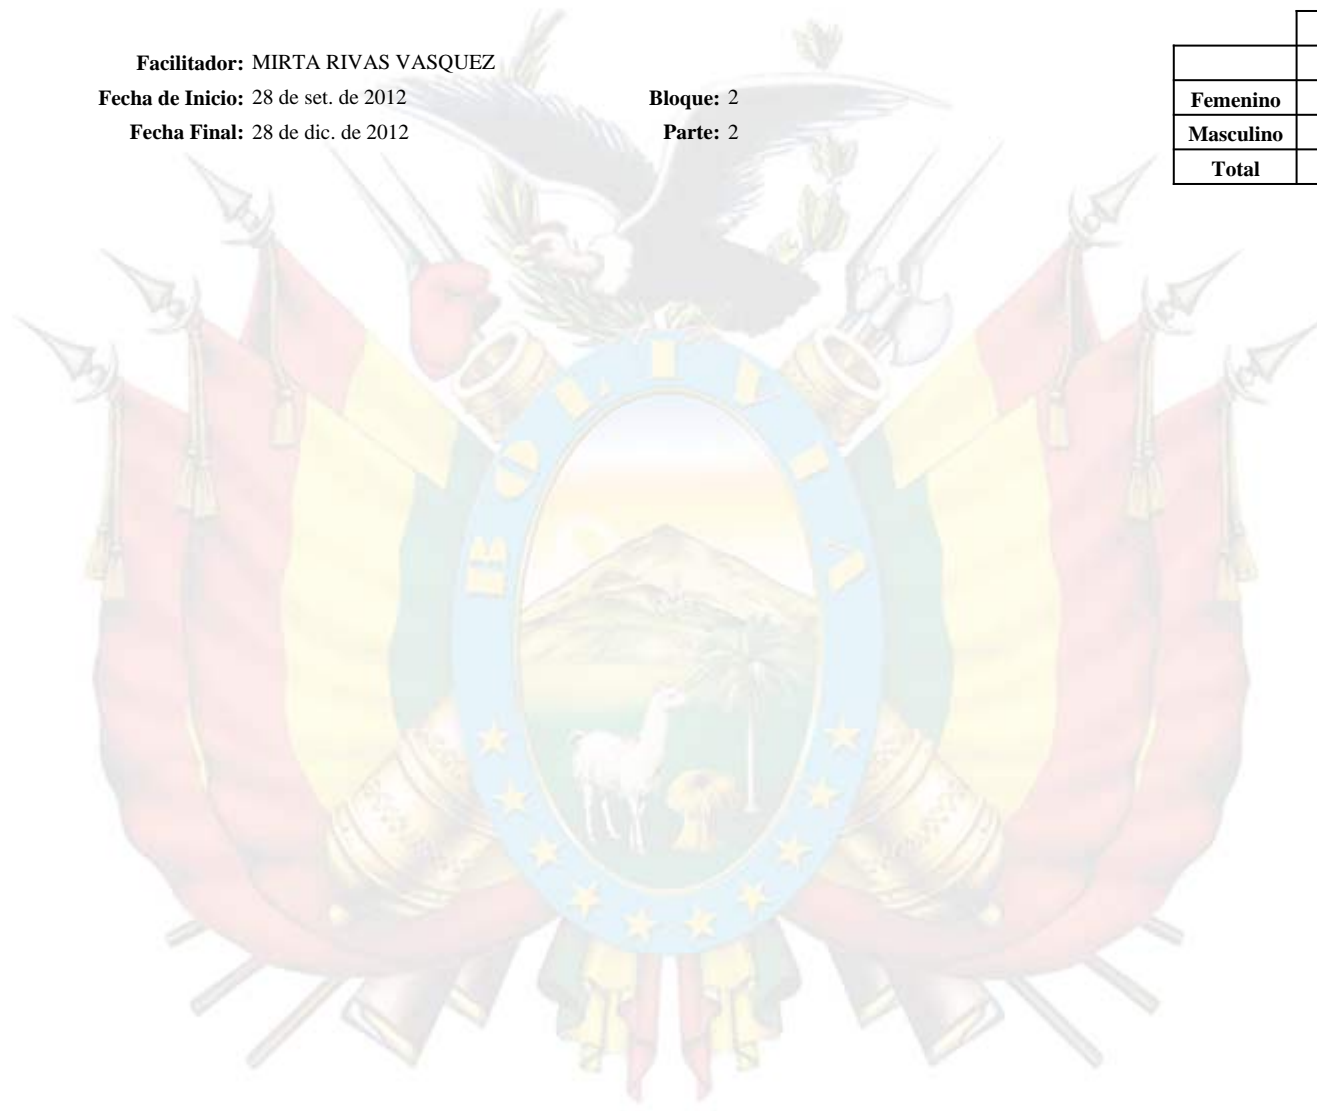 Facilitador: MIRTA RIVAS VASQUEZ
Fecha de Inicio: 28 de set. de 2012 Bloque: 2
Fecha Final: 28 de dic. de 2012 Parte: 2
Femenino
Masculino
Total
BOLIVIA